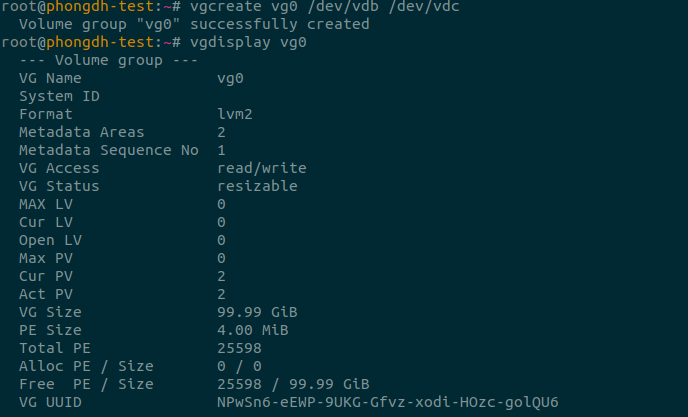 root@phongdh-test:~# vgcreate vg0 /dev/vdb /dev/vdc
  Volume group "vg0" successfully created
root@phongdh-test:~# vgdisplay vg0
  --- Volume group ---
  VG Name               vg0
  System ID
  Format                lvm2
  Metadata Areas        2
  Metadata Sequence No  1
  VG Access             read/write
  VG Status             resizable
  MAX LV                0
  Cur LV                0
  Open LV               0
  Max PV                0
  Cur PV                2
  Act PV                2
  VG Size               99.99 GiB
  PE Size               4.00 MiB
  Total PE              25598
  Alloc PE / Size       0 / 0
  Free  PE / Size       25598 / 99.99 GiB
  VG UUID               NPwSn6-eEWP-9UKG-Gfvz-xodi-HOzc-golQU6